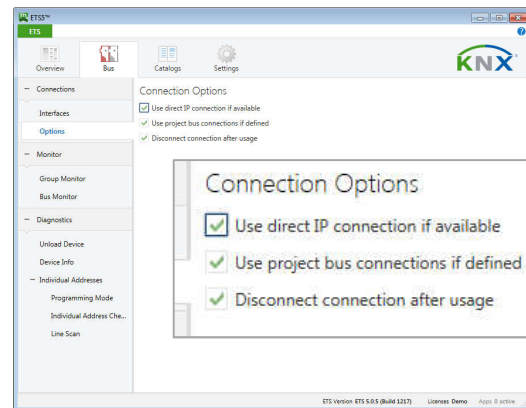 ETS5™
ETS
Overview
Bus
Catalogs
Settings
KNX
Connections
Interfaces
Options
Monitor
Group Monitor
Bus Monitor
Diagnostics
Unload Device
Device Info
Individual Addresses
Programming Mode
Individual Address Che...
Line Scan
Connection Options
Use direct IP connection if available
Use project bus connections if defined
Disconnect connection after usage
Connection Options
Use direct IP connection if available
Use project bus connections if defined
Disconnect connection after usage
ETS Version ETS 5.0.5 (Build 1217) Licenses Demo Apps 8 active